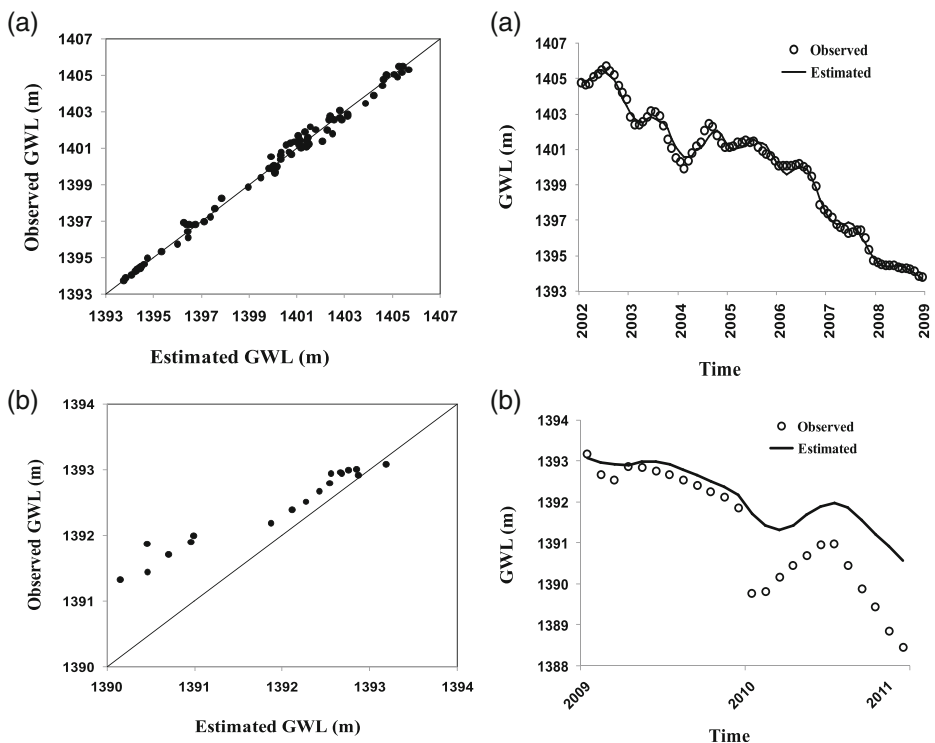 (a)
1407
1405
1403
1401
1399
1397
1395
1393
Observed GWL (m)
1393 1395 1397 1399 1401 1403 1405 1407
Estimated GWL (m)
(a)
1407
1405
1403
1401
1399
1397
1395
1393
GWL (m)
Observed
Estimated
2002 2003 2004 2005 2006 2007 2008 2009
Time
(b)
1394
1393
1392
1391
1390
Observed GWL (m)
1390 1391 1392 1393 1394
Estimated GWL (m)
(b)
1394
1393
1392
1391
1390
1389
1388
GWL (m)
Observed
Estimated
2009 2010 2011
Time